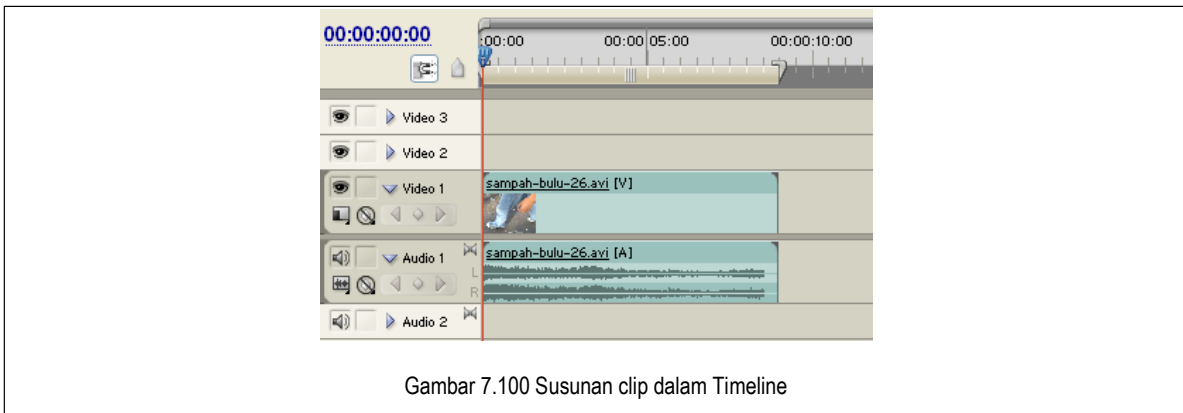 00:00:00:00
:00:00 00:00:05:00 00:00:10:00
Video 3
Video 2
Video 1 sampah-bulu-26.avi [V]
Audio 1 sampah-bulu-26.avi [A]
L
R
Audio 2
Gambar 7.100 Susunan clip dalam Timeline